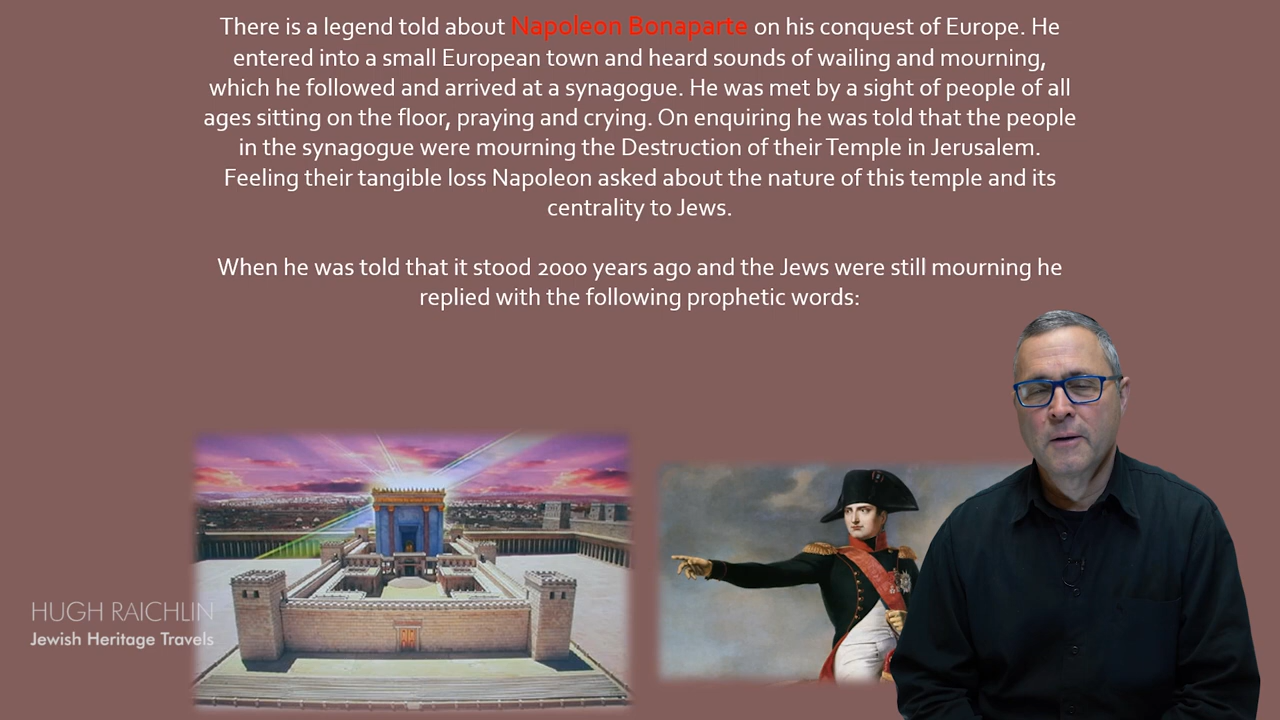 There is a legend told about Napoleon Bonaparte on his conquest of Europe. He
entered into a small European town and heard sounds of wailing and mourning,
which he followed and arrived at a synagogue. He was met by a sight of people of all
ages sitting on the floor, praying and crying. On enquiring he was told that the people
in the synagogue were mourning the Destruction of their Temple in Jerusalem.
Feeling their tangible loss Napoleon asked about the nature of this temple and its
centrality to Jews.
When he was told that it stood 2000 years ago and the Jews were still mourning he
replied with the following prophetic words:
HUGH RAICHLIN
Jewish Heritage Travels